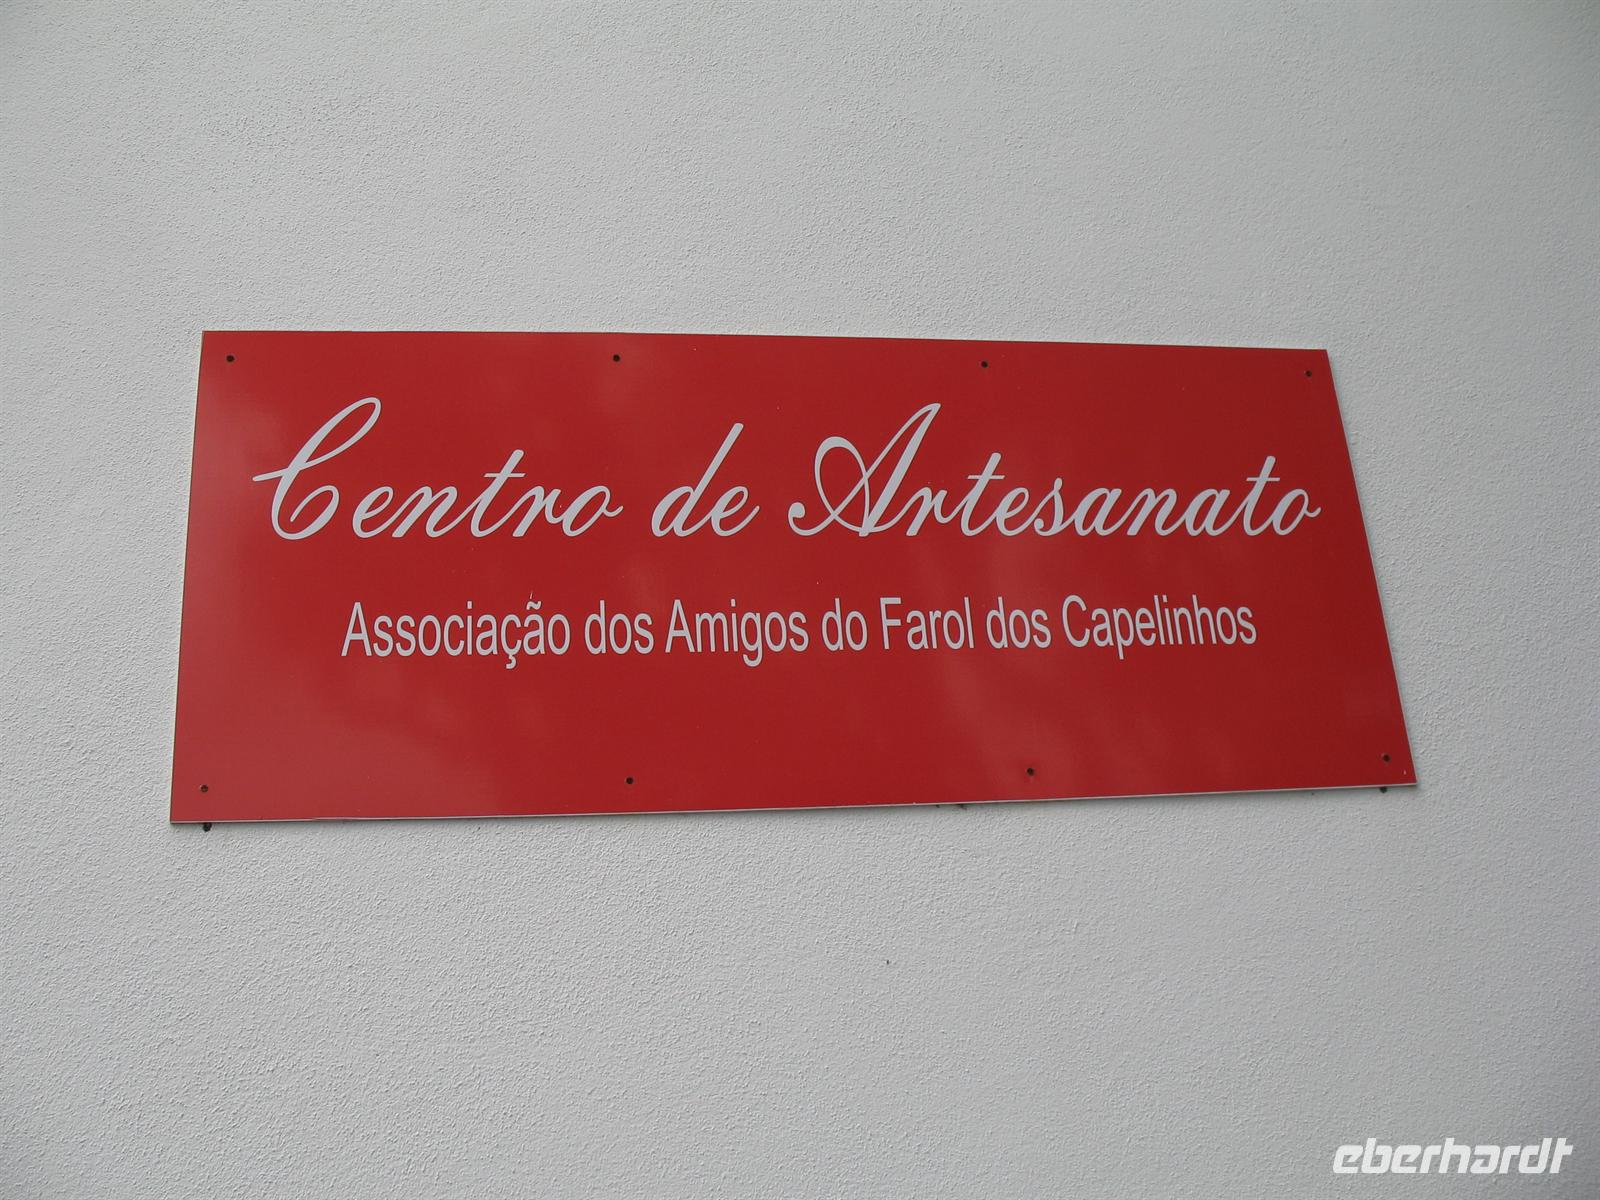 Centro de Artesanato
Associação dos Amigos do Farol dos Capelinhos
eberhardt